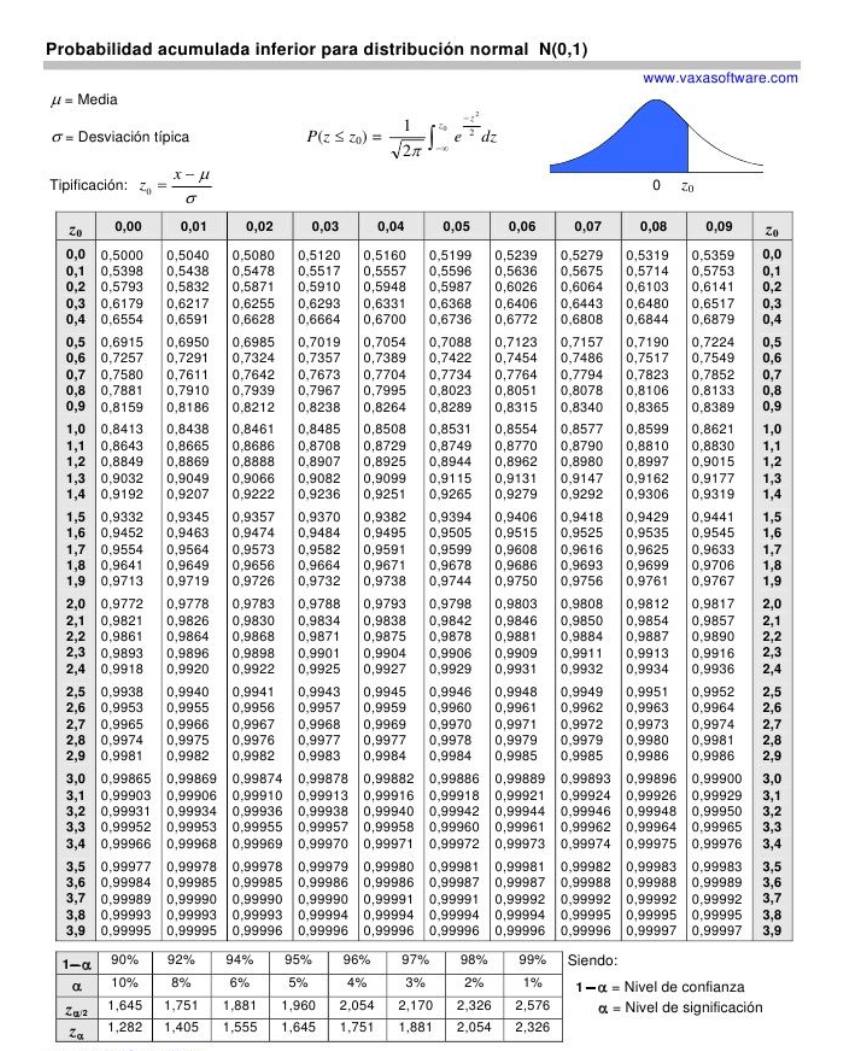 Probabilidad acumulada inferior para distribución normal N(0,1)
www.vaxasoftware.com
μ = Media
σ = Desviación típica
P(z ≤ z₀) = 1/√2π ∫ z₀ −∞ e^(−z²/2) dz
Tipificación: z₀ = (x − μ)/σ
0 z₀
z₀ 0,00 0,01 0,02 0,03 0,04 0,05 0,06 0,07 0,08 0,09 z₀
0,0 0,5000 0,5040 0,5080 0,5120 0,5160 0,5199 0,5239 0,5279 0,5319 0,5359 0,0
0,1 0,5398 0,5438 0,5478 0,5517 0,5557 0,5596 0,5636 0,5675 0,5714 0,5753 0,1
0,2 0,5793 0,5832 0,5871 0,5910 0,5948 0,5987 0,6026 0,6064 0,6103 0,6141 0,2
0,3 0,6179 0,6217 0,6255 0,6293 0,6331 0,6368 0,6406 0,6443 0,6480 0,6517 0,3
0,4 0,6554 0,6591 0,6628 0,6664 0,6700 0,6736 0,6772 0,6808 0,6844 0,6879 0,4
0,5 0,6915 0,6950 0,6985 0,7019 0,7054 0,7088 0,7123 0,7157 0,7190 0,7224 0,5
0,6 0,7257 0,7291 0,7324 0,7357 0,7389 0,7422 0,7454 0,7486 0,7517 0,7549 0,6
0,7 0,7580 0,7611 0,7642 0,7673 0,7704 0,7734 0,7764 0,7794 0,7823 0,7852 0,7
0,8 0,7881 0,7910 0,7939 0,7967 0,7995 0,8023 0,8051 0,8078 0,8106 0,8133 0,8
0,9 0,8159 0,8186 0,8212 0,8238 0,8264 0,8289 0,8315 0,8340 0,8365 0,8389 0,9
1,0 0,8413 0,8438 0,8461 0,8485 0,8508 0,8531 0,8554 0,8577 0,8599 0,8621 1,0
1,1 0,8643 0,8665 0,8686 0,8708 0,8729 0,8749 0,8770 0,8790 0,8810 0,8830 1,1
1,2 0,8849 0,8869 0,8888 0,8907 0,8925 0,8944 0,8962 0,8980 0,8997 0,9015 1,2
1,3 0,9032 0,9049 0,9066 0,9082 0,9099 0,9115 0,9131 0,9147 0,9162 0,9177 1,3
1,4 0,9192 0,9207 0,9222 0,9236 0,9251 0,9265 0,9279 0,9292 0,9306 0,9319 1,4
1,5 0,9332 0,9345 0,9357 0,9370 0,9382 0,9394 0,9406 0,9418 0,9429 0,9441 1,5
1,6 0,9452 0,9463 0,9474 0,9484 0,9495 0,9505 0,9515 0,9525 0,9535 0,9545 1,6
1,7 0,9554 0,9564 0,9573 0,9582 0,9591 0,9599 0,9608 0,9616 0,9625 0,9633 1,7
1,8 0,9641 0,9649 0,9656 0,9664 0,9671 0,9678 0,9686 0,9693 0,9699 0,9706 1,8
1,9 0,9713 0,9719 0,9726 0,9732 0,9738 0,9744 0,9750 0,9756 0,9761 0,9767 1,9
2,0 0,9772 0,9778 0,9783 0,9788 0,9793 0,9798 0,9803 0,9808 0,9812 0,9817 2,0
2,1 0,9821 0,9826 0,9830 0,9834 0,9838 0,9842 0,9846 0,9850 0,9854 0,9857 2,1
2,2 0,9861 0,9864 0,9868 0,9871 0,9875 0,9878 0,9881 0,9884 0,9887 0,9890 2,2
2,3 0,9893 0,9896 0,9898 0,9901 0,9904 0,9906 0,9909 0,9911 0,9913 0,9916 2,3
2,4 0,9918 0,9920 0,9922 0,9925 0,9927 0,9929 0,9931 0,9932 0,9934 0,9936 2,4
2,5 0,9938 0,9940 0,9941 0,9943 0,9945 0,9946 0,9948 0,9949 0,9951 0,9952 2,5
2,6 0,9953 0,9955 0,9956 0,9957 0,9959 0,9960 0,9961 0,9962 0,9963 0,9964 2,6
2,7 0,9965 0,9966 0,9967 0,9968 0,9969 0,9970 0,9971 0,9972 0,9973 0,9974 2,7
2,8 0,9974 0,9975 0,9976 0,9977 0,9977 0,9978 0,9979 0,9979 0,9980 0,9981 2,8
2,9 0,9981 0,9982 0,9982 0,9983 0,9984 0,9984 0,9985 0,9985 0,9986 0,9986 2,9
3,0 0,99865 0,99869 0,99874 0,99878 0,99882 0,99886 0,99889 0,99893 0,99896 0,99900 3,0
3,1 0,99903 0,99906 0,99910 0,99913 0,99916 0,99918 0,99921 0,99924 0,99926 0,99929 3,1
3,2 0,99931 0,99934 0,99936 0,99938 0,99940 0,99942 0,99944 0,99946 0,99948 0,99950 3,2
3,3 0,99952 0,99953 0,99955 0,99957 0,99958 0,99960 0,99961 0,99962 0,99964 0,99965 3,3
3,4 0,99966 0,99968 0,99969 0,99970 0,99971 0,99972 0,99973 0,99974 0,99975 0,99976 3,4
3,5 0,99977 0,99978 0,99978 0,99979 0,99980 0,99981 0,99981 0,99982 0,99983 0,99983 3,5
3,6 0,99984 0,99985 0,99985 0,99986 0,99986 0,99987 0,99987 0,99988 0,99988 0,99989 3,6
3,7 0,99989 0,99990 0,99990 0,99990 0,99991 0,99991 0,99992 0,99992 0,99992 0,99992 3,7
3,8 0,99993 0,99993 0,99993 0,99994 0,99994 0,99994 0,99994 0,99995 0,99995 0,99995 3,8
3,9 0,99995 0,99995 0,99996 0,99996 0,99996 0,99996 0,99996 0,99996 0,99997 0,99997 3,9
1−α 90% 92% 94% 95% 96% 97% 98% 99%
α 10% 8% 6% 5% 4% 3% 2% 1%
z α/2 1,645 1,751 1,881 1,960 2,054 2,170 2,326 2,576
z α 1,282 1,405 1,555 1,645 1,751 1,881 2,054 2,326
Siendo:
1−α = Nivel de confianza
α = Nivel de significación